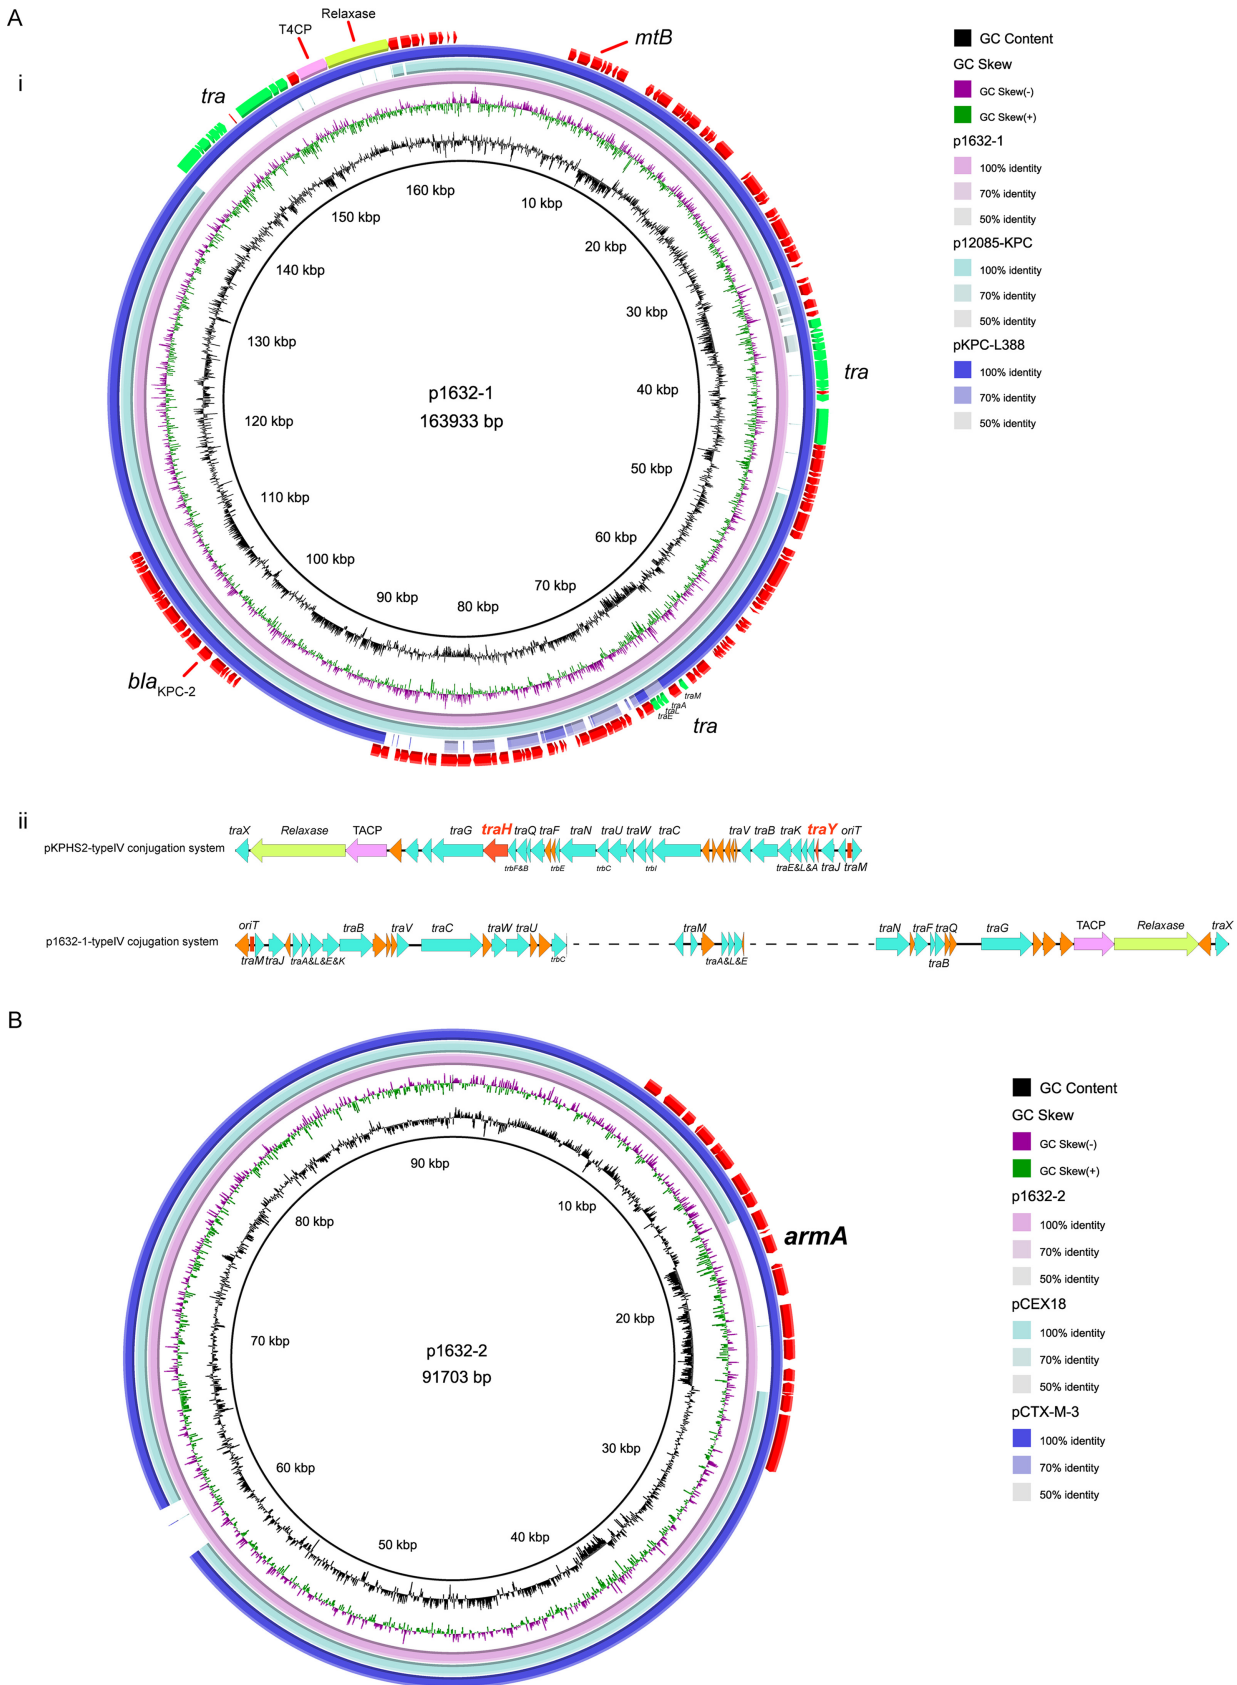 A
i
Relaxase
T4CP
mtB
tra
tra
tra
traM
traA
traL
traE
bla KPC-2
160 kbp
10 kbp
20 kbp
30 kbp
40 kbp
50 kbp
60 kbp
70 kbp
80 kbp
90 kbp
100 kbp
110 kbp
120 kbp
130 kbp
140 kbp
150 kbp
p1632-1
163933 bp
GC Content
GC Skew
GC Skew(-)
GC Skew(+)
p1632-1
100% identity
70% identity
50% identity
p12085-KPC
100% identity
70% identity
50% identity
pKPC-L388
100% identity
70% identity
50% identity
ii
traX Relaxase TACP traG traH traQ traF traN traU traW traC traV traB traK traY oriT
pKPHS2-typeIV conjugation system
trbF&B trbE trbC trbI traE&L&A traJ traM
oriT traB traV traC traW traU traM traN traF traQ traG TACP Relaxase traX
p1632-1-typeIV cojugation system
traM traJ traA&L&E&K trbC traA&L&E traB
B
armA
90 kbp
10 kbp
20 kbp
30 kbp
40 kbp
50 kbp
60 kbp
70 kbp
80 kbp
p1632-2
91703 bp
GC Content
GC Skew
GC Skew(-)
GC Skew(+)
p1632-2
100% identity
70% identity
50% identity
pCEX18
100% identity
70% identity
50% identity
pCTX-M-3
100% identity
70% identity
50% identity